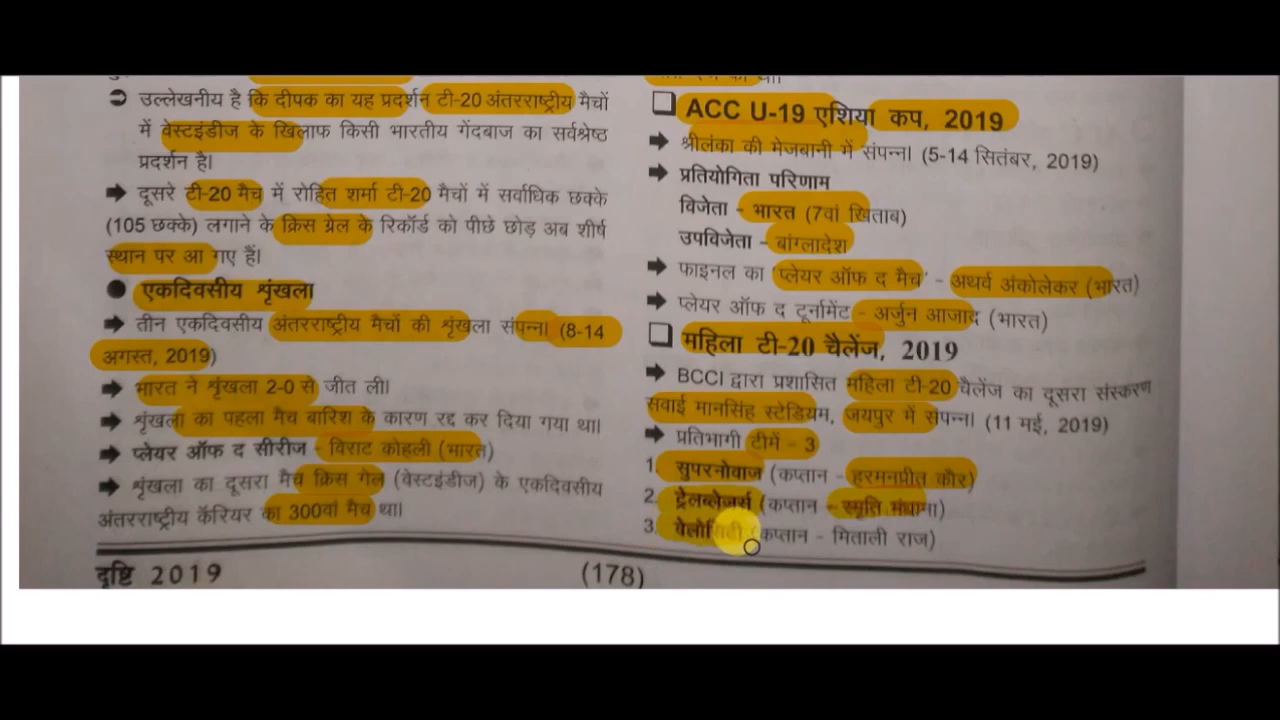 उल्लेखनीय है कि दीपक का यह प्रदर्शन टी-20 अंतरराष्ट्रीय मैचों
में वेस्टइंडीज के खिलाफ किसी भारतीय गेंदबाज का सर्वश्रेष्ठ
प्रदर्शन है।
दूसरे टी-20 मैच में रोहित शर्मा टी-20 मैचों में सर्वाधिक छक्के
(105 छक्के) लगाने के क्रिस ग्रेल के रिकॉर्ड को पीछे छोड़ अब शीर्ष
स्थान पर आ गए हैं।
एकदिवसीय शृंखला
तीन एकदिवसीय अंतरराष्ट्रीय मैचों की शृंखला संपन्न। (8-14
अगस्त, 2019)
भारत ने शृंखला 2-0 से जीत ली।
शृंखला का पहला मैच बारिश के कारण रद्द कर दिया गया था।
प्लेयर ऑफ द सीरीज - विराट कोहली (भारत)
शृंखला का दूसरा मैच क्रिस गेल (वेस्टइंडीज) के एकदिवसीय
अंतरराष्ट्रीय कॅरियर का 300वां मैच था।
ACC U-19 एशिया कप, 2019
श्रीलंका की मेजबानी में संपन्न। (5-14 सितंबर, 2019)
प्रतियोगिता परिणाम
विजेता - भारत (7वां खिताब)
उपविजेता - बांग्लादेश
फाइनल का 'प्लेयर ऑफ द मैच' - अथर्व अंकोलेकर (भारत)
प्लेयर ऑफ द टूर्नामेंट - अर्जुन आजाद (भारत)
महिला टी-20 चैलेंज, 2019
BCCI द्वारा प्रशासित महिला टी-20 चैलेंज का दूसरा संस्करण
सवाई मानसिंह स्टेडियम, जयपुर में संपन्न। (11 मई, 2019)
प्रतिभागी टीमें - 3
1. सुपरनोवाज (कप्तान - हरमनप्रीत कौर)
2. ट्रेलब्लेजर्स (कप्तान - स्मृति मंधाना)
3. वेलोसिटी (कप्तान - मिताली राज)
दृष्टि 2019
(178)